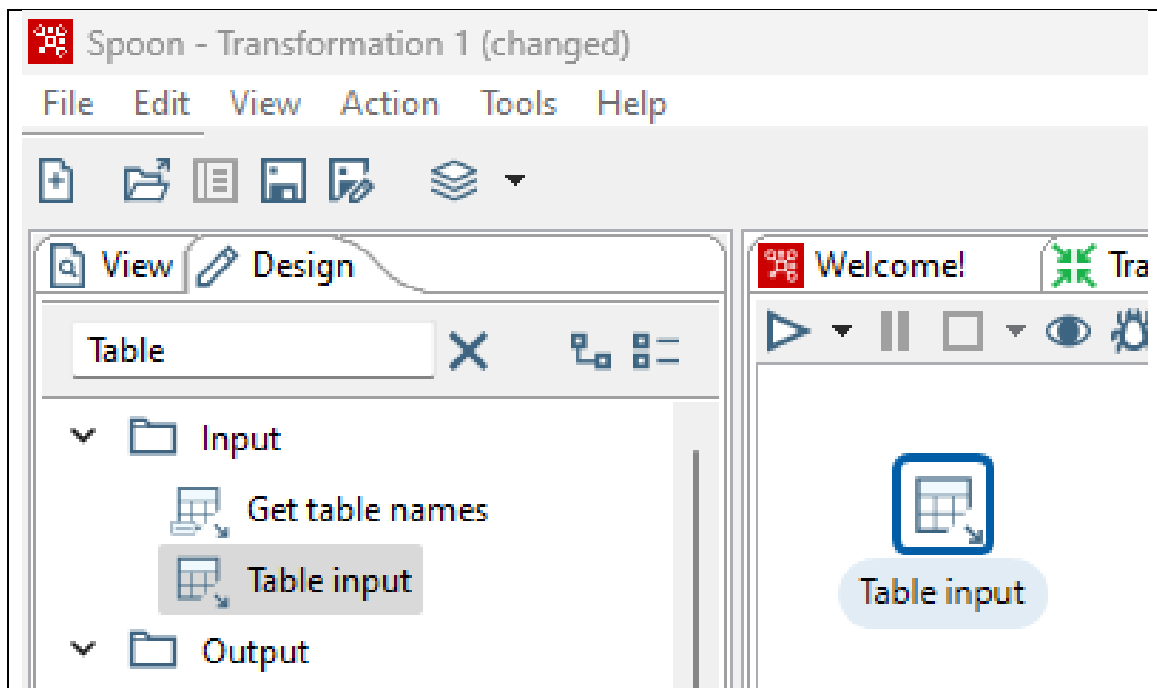 Spoon - Transformation 1 (changed)
File Edit View Action Tools Help
View Design
Welcome! Tra
Table
Input
Get table names
Table input
Output
Table input